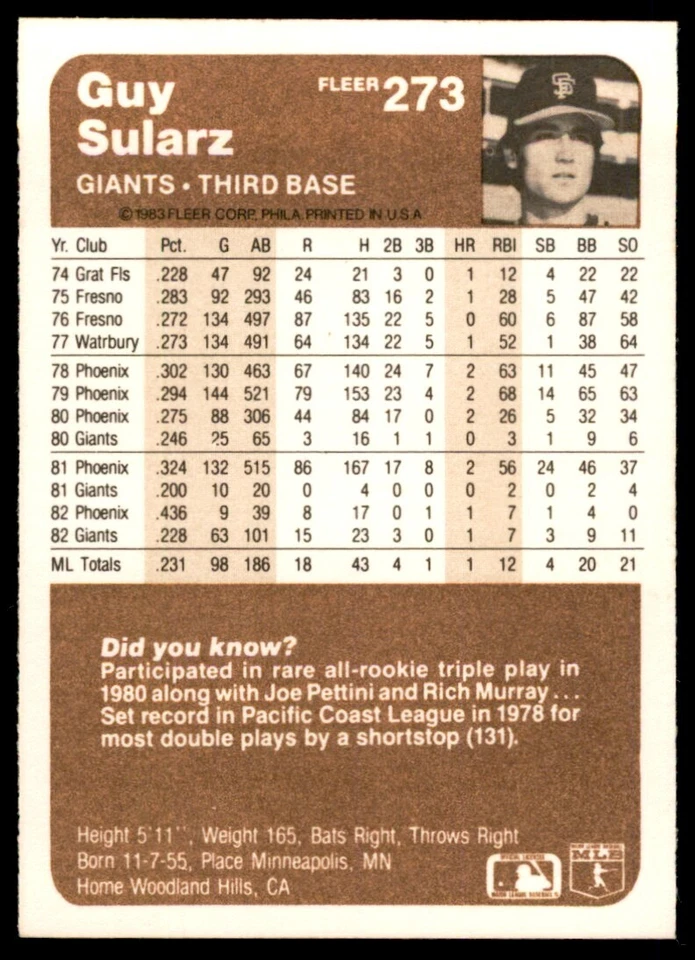 Guy
Sularz
FLEER 273
GIANTS • THIRD BASE
©1983 FLEER CORP. PHILA. PRINTED IN U.S.A.
SF
Yr. Club Pct. G AB R H 2B 3B HR RBI SB BB SO
74 Grat Fls .228 47 92 24 21 3 0 1 12 4 22 22
75 Fresno .283 92 293 46 83 16 2 1 28 5 47 42
76 Fresno .272 134 497 87 135 22 5 0 60 6 87 58
77 Watrbury .273 134 491 64 134 22 5 1 52 1 38 64
78 Phoenix .302 130 463 67 140 24 7 2 63 11 45 47
79 Phoenix .294 144 521 79 153 23 4 2 68 14 65 63
80 Phoenix .275 88 306 44 84 17 0 2 26 5 32 34
80 Giants .246 25 65 3 16 1 1 0 3 1 9 6
81 Phoenix .324 132 515 86 167 17 8 2 56 24 46 37
81 Giants .200 10 20 0 4 0 0 0 2 0 2 4
82 Phoenix .436 9 39 8 17 0 1 1 7 1 4 0
82 Giants .228 63 101 15 23 3 0 1 7 3 9 11
ML Totals .231 98 186 18 43 4 1 1 12 4 20 21
Did you know?
Participated in rare all-rookie triple play in
1980 along with Joe Pettini and Rich Murray...
Set record in Pacific Coast League in 1978 for
most double plays by a shortstop (131).
Height 5'11'', Weight 165, Bats Right, Throws Right
Born 11-7-55, Place Minneapolis, MN
Home Woodland Hills, CA